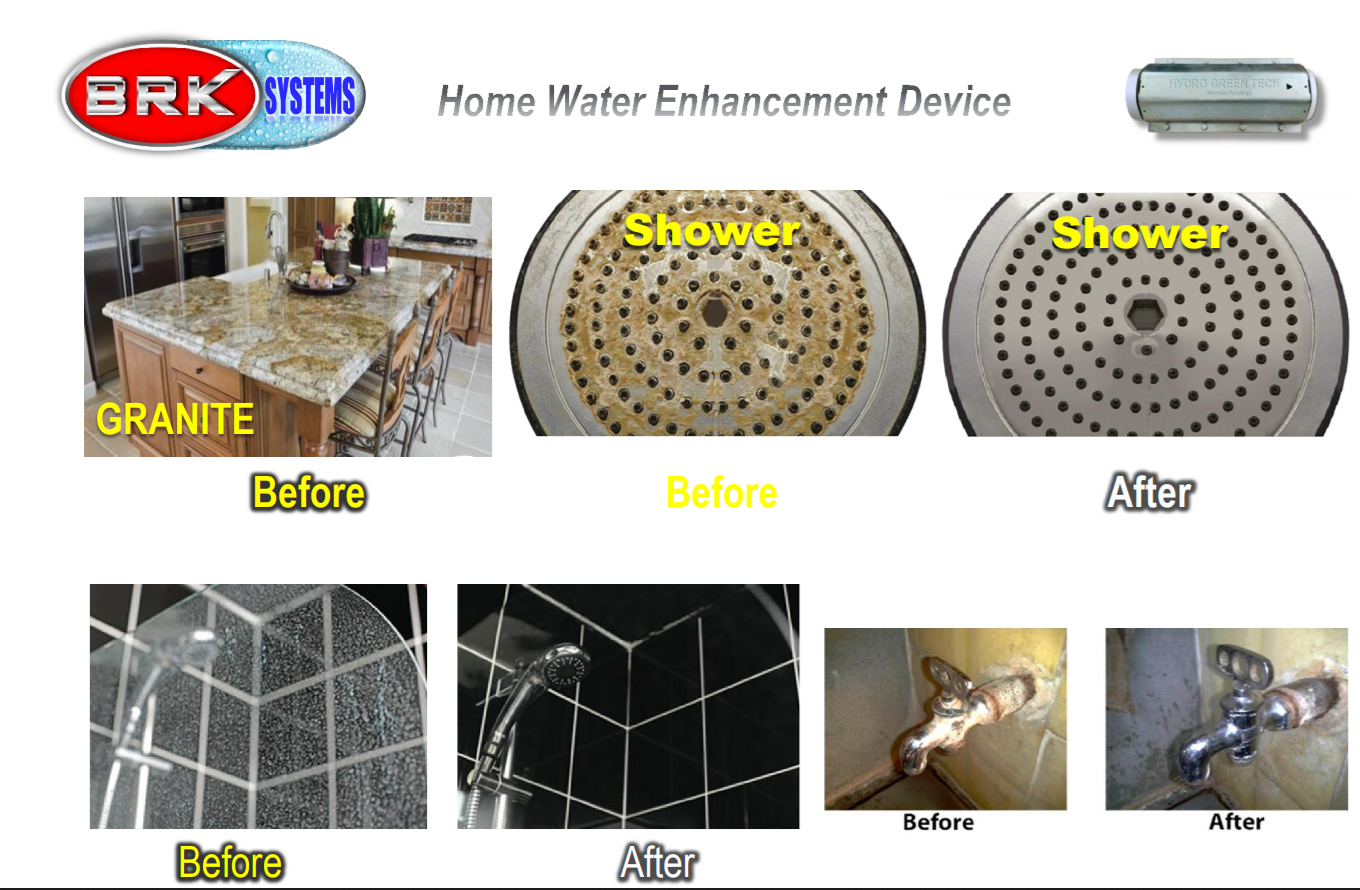 BRK SYSTEMS
Home Water Enhancement Device
HYDRO GREEN TECH
GRANITE
Shower
Shower
Before
Before
After
Before
After
Before
After